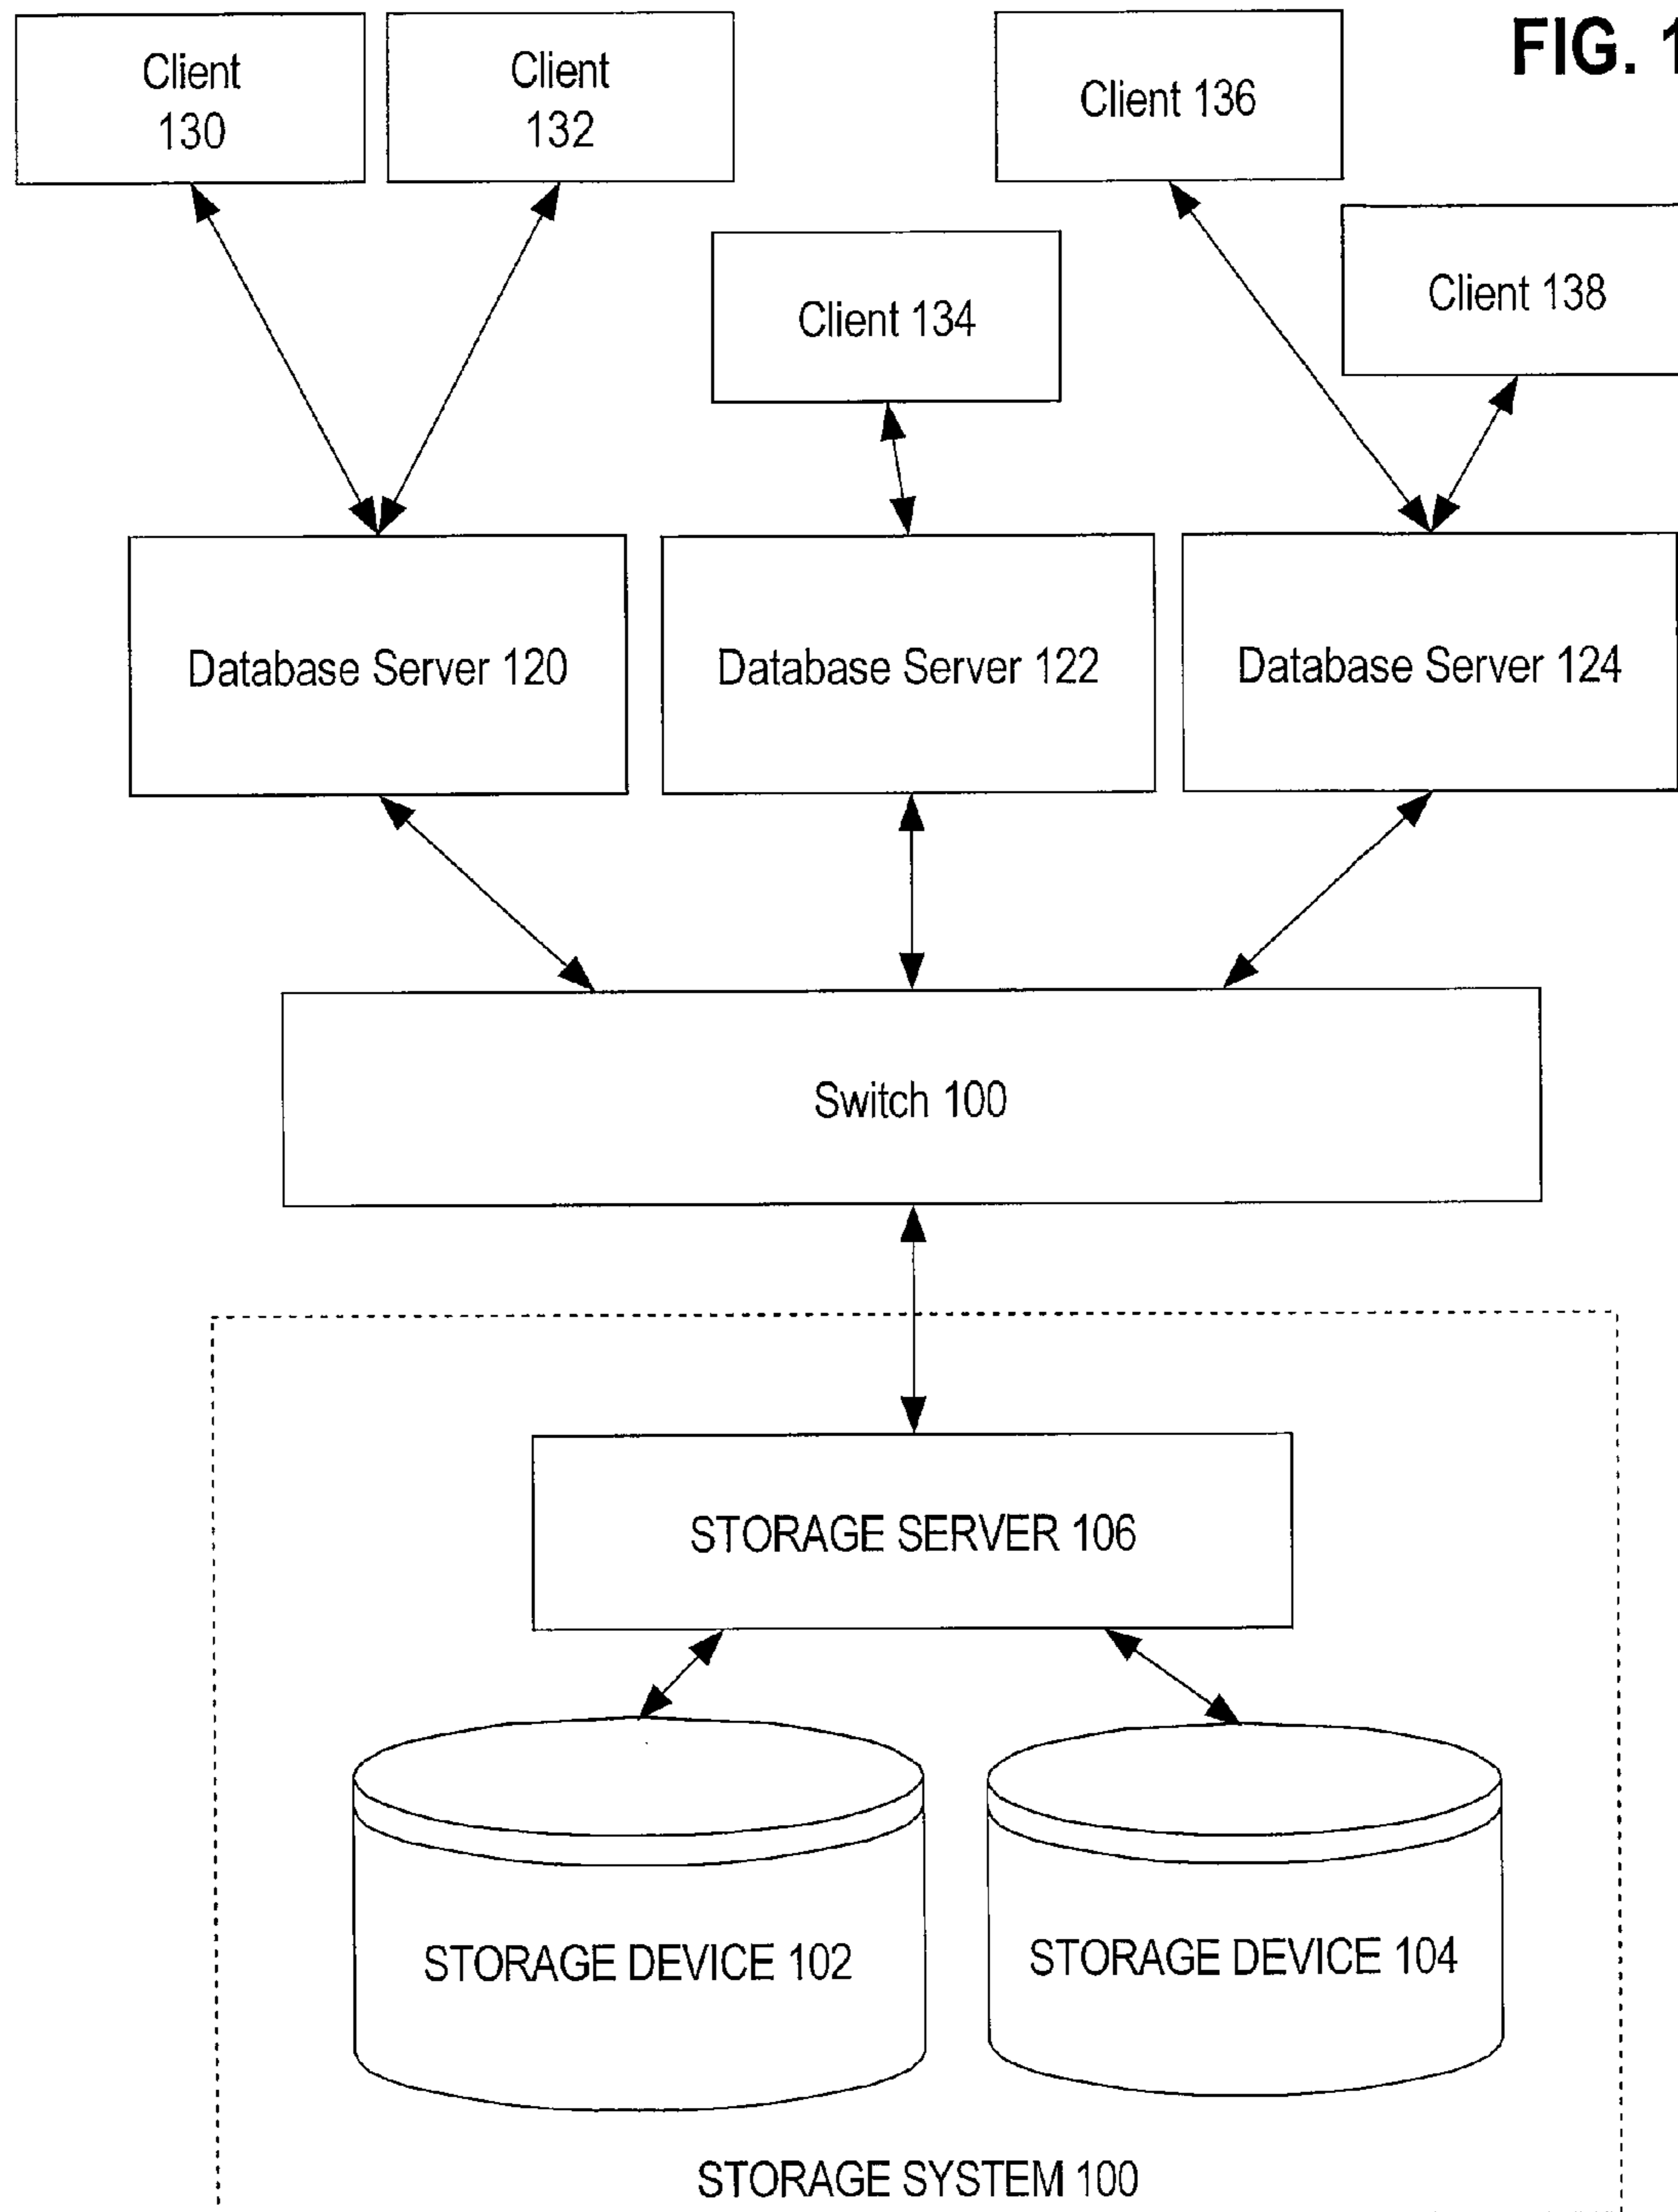 FIG. 1
Client
130
Client
132
Client 136
Client 138
Client 134
Database Server 120
Database Server 122
Database Server 124
Switch 100
STORAGE SERVER 106
STORAGE DEVICE 102
STORAGE DEVICE 104
STORAGE SYSTEM 100